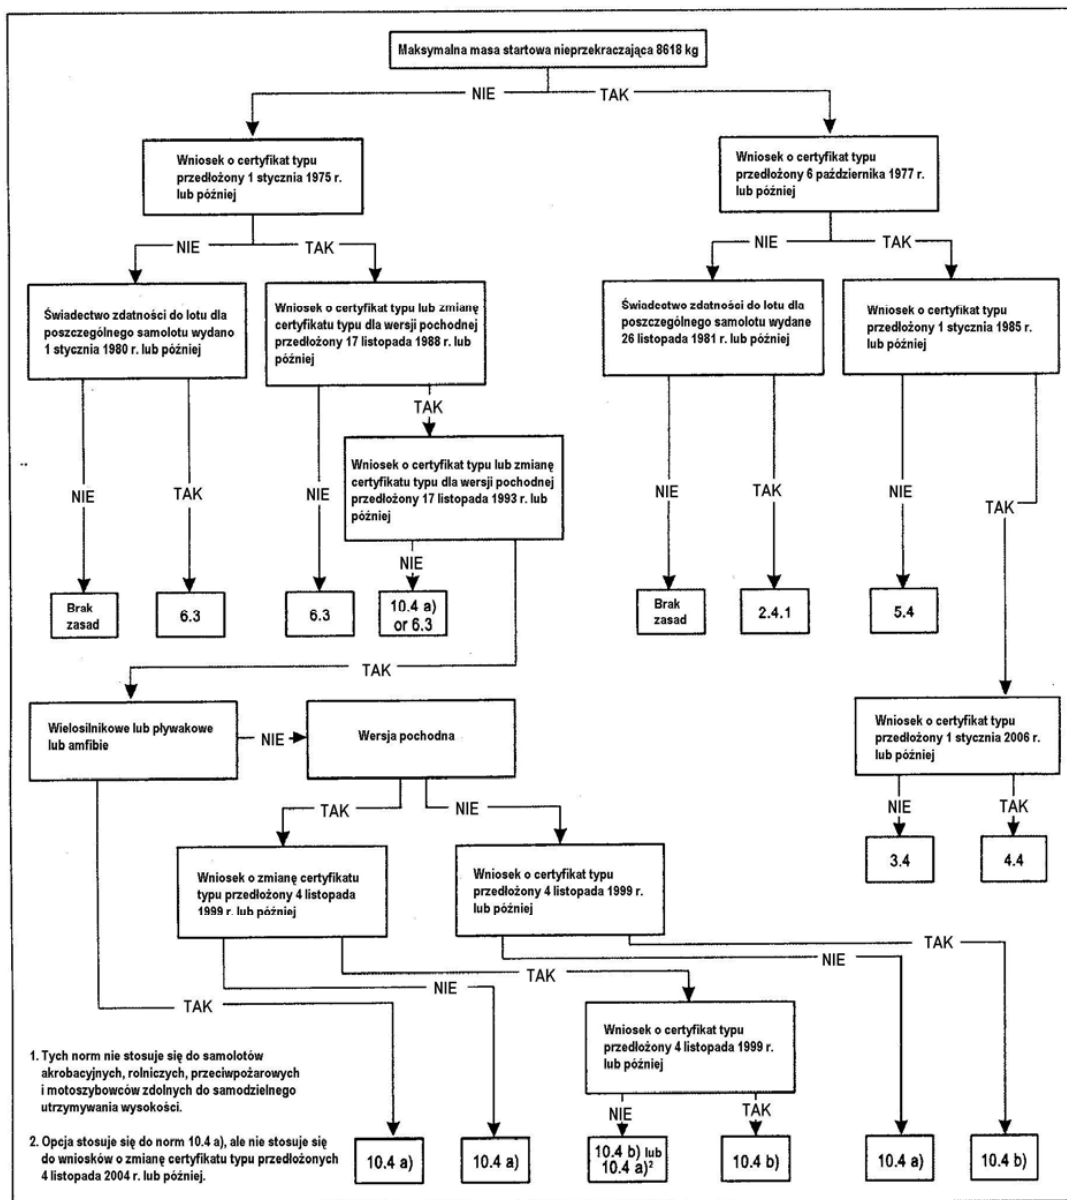 Maksymalna masa startowa nieprzekraczająca 8618 kg
NIE
TAK
Wniosek o certyfikat typu
przedłożony 1 stycznia 1975 r.
lub później
Wniosek o certyfikat typu
przedłożony 6 października 1977 r.
lub później
NIE
TAK
NIE
TAK
Świadectwo zdatności do lotu dla
poszczególnego samolotu wydano
1 stycznia 1980 r. lub później
Wniosek o certyfikat typu lub zmianę
certyfikatu typu dla wersji pochodnej
przedłożony 17 listopada 1988 r. lub
później
Świadectwo zdatności do lotu dla
poszczególnego samolotu wydane
26 listopada 1981 r. lub później
Wniosek o certyfikat typu
przedłożony 1 stycznia 1985 r.
lub później
TAK
Wniosek o certyfikat typu lub zmianę
certyfikatu typu dla wersji pochodnej
przedłożony 17 listopada 1993 r. lub
później
NIE
TAK
NIE
NIE
TAK
NIE
TAK
NIE
Brak
zasad
6.3
6.3
10.4 a)
or 6.3
Brak
zasad
2.4.1
5.4
TAK
Wielosilnikowe lub pływakowe
lub amfibie
NIE
Wersja pochodna
Wniosek o certyfikat typu
przedłożony 1 stycznia 2006 r.
lub później
TAK
NIE
NIE
TAK
3.4
4.4
Wniosek o zmianę certyfikatu
typu przedłożony 4 listopada
1999 r. lub później
Wniosek o certyfikat typu
przedłożony 4 listopada 1999 r.
lub później
TAK
NIE
TAK
NIE
TAK
Wniosek o certyfikat typu
przedłożony 4 listopada 1999 r.
lub później
NIE
TAK
1. Tych norm nie stosuje się do samolotów
akrobacyjnych, rolniczych, przeciwpożarowych
i motoszybowców zdolnych do samodzielnego
utrzymywania wysokości.
2. Opcja stosuje się do norm 10.4 a), ale nie stosuje się
do wniosków o zmianę certyfikatu typu przedłożonych
4 listopada 2004 r. lub później.
10.4 a)
10.4 a)
10.4 b) lub
10.4 a)²
10.4 b)
10.4 a)
10.4 b)